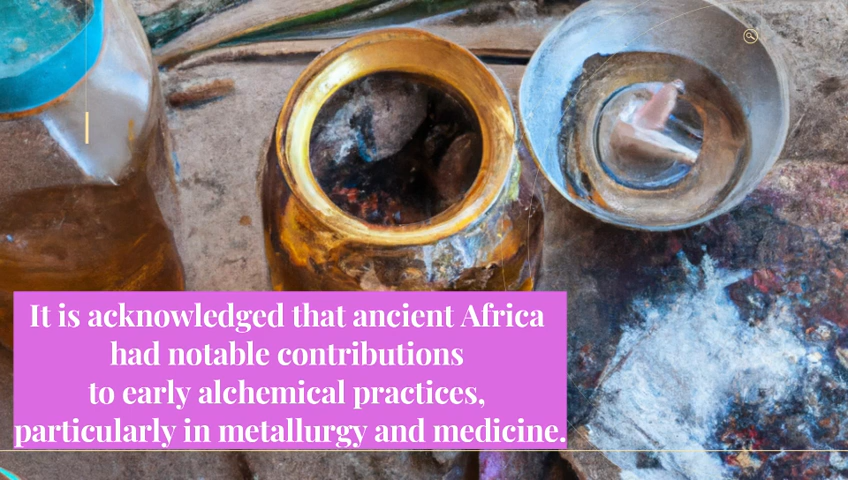 It is acknowledged that ancient Africa
had notable contributions
to early alchemical practices,
particularly in metallurgy and medicine.